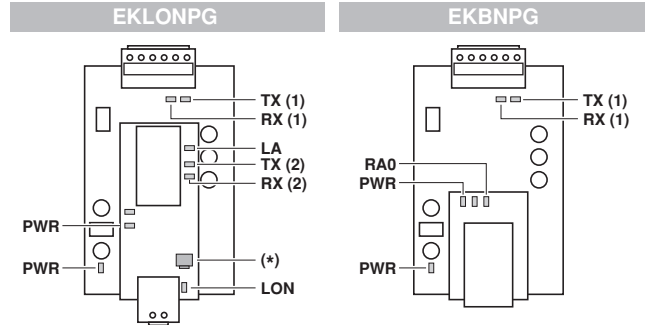 EKLONPG
TX (1)
RX (1)
LA
TX (2)
RX (2)
PWR
PWR
(*)
LON
EKBNPG
TX (1)
RX (1)
RA0
PWR
PWR